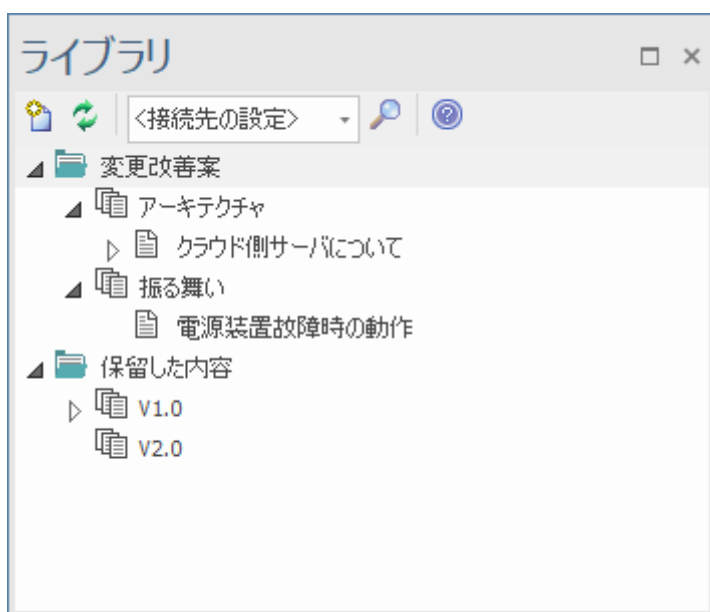 ライブラリ
<接続先の設定>
変更改善案
アーキテクチャ
クラウド側サーバについて
振る舞い
電源装置故障時の動作
保留した内容
V1.0
V2.0